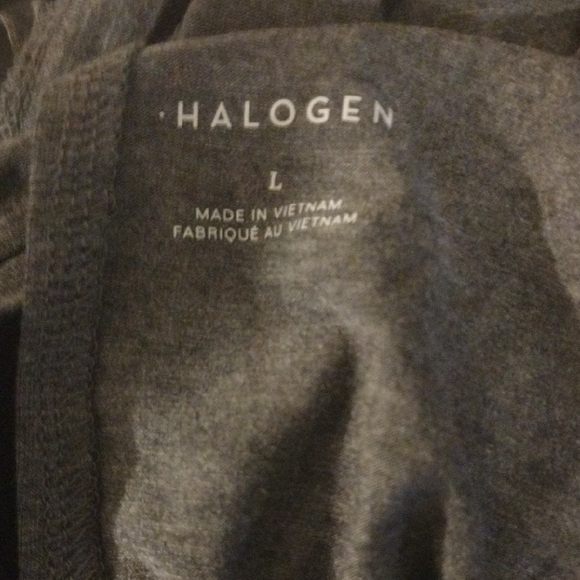 HALOGEN
L
MADE IN VIETNAM
FABRIQUÉ AU VIETNAM